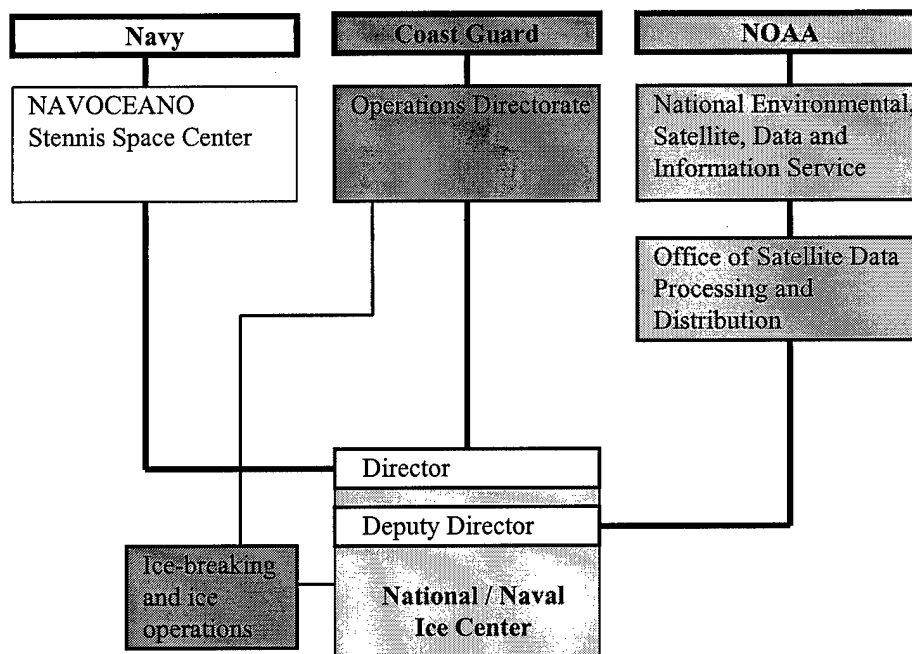 Navy
Coast Guard
NOAA
NAVOCEANO
Stennis Space Center
Operations Directorate
National Environmental,
Satellite, Data and
Information Service
Office of Satellite Data
Processing and
Distribution
Director
Deputy Director
Ice-breaking
and ice
operations
National / Naval
Ice Center